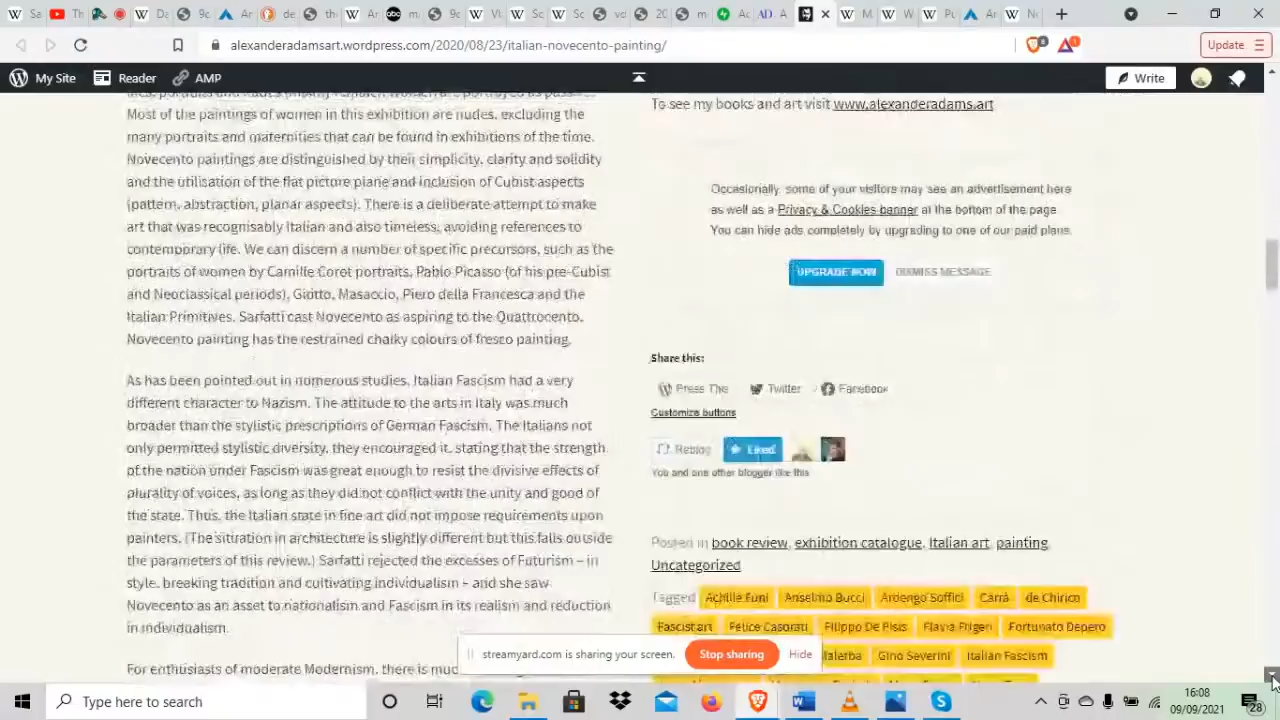 Sa
Th
Da
9c
Ar
de
the
W
abc
m
9c
Vi
Sc
Sc
vo
20
m
Ac
A
M
W
Pu
Ar
Ne
alexanderadamsart.wordpress.com/2020/08/23/italian-novecento-painting/
Update
My Site
Reader
AMP
Write
Most of the paintings of women in this exhibition are nudes, excluding the
many portraits and maternities that can be found in exhibitions of the time.
Novecento paintings are distinguished by their simplicity, clarity and solidity
and the utilisation of the flat picture plane and inclusion of Cubist aspects
(pattern, abstraction, planar aspects). There is a deliberate attempt to make
art that was recognisably Italian and also timeless, avoiding references to
contemporary life. We can discern a number of specific precursors, such as the
portraits of women by Camille Corot portraits, Pablo Picasso (of his pre-Cubist
and Neoclassical periods), Giotto, Masaccio, Piero della Francesca and the
Italian Primitives. Sarfatti cast Novecento as aspiring to the Quattrocento.
Novecento painting has the restrained chalky colours of fresco painting.
As has been pointed out in numerous studies, Italian Fascism had a very
different character to Nazism. The attitude to the arts in Italy was much
broader than the stylistic prescriptions of German Fascism. The Italians not
only permitted stylistic diversity, they encouraged it, stating that the strength
of the nation under Fascism was great enough to resist the divisive effects of
plurality of voices, as long as they did not conflict with the unity and good of
the state. Thus, the Italian state in fine art did not impose requirements upon
painters. (The situation in architecture is slightly different but this falls outside
the parameters of this review.) Sarfatti rejected the excesses of Futurism – in
style, breaking tradition and cultivating individualism – and she saw
Novecento as an asset to nationalism and Fascism in its realism and reduction
in individualism.
For enthusiasts of moderate Modernism, there is muc
To see my books and art visit www.alexanderadams.art
Occasionally, some of your visitors may see an advertisement here
as well as a Privacy & Cookies banner at the bottom of the page.
You can hide ads completely by upgrading to one of our paid plans.
UPGRADE NOW DISMISS MESSAGE
Share this:
Press This Twitter Facebook
Customize buttons
Reblog Liked
You and one other blogger like this.
Posted in book review, exhibition catalogue, Italian art, painting,
Uncategorized
Tagged Achille Funi Anselmo Bucci Ardengo Soffici Carrà de Chirico
Fascist art Felice Casorati Filippo De Pisis Flavia Frigeri Fortunato Depero
Malerba Gino Severini Italian Fascism
streamyard.com is sharing your screen. Stop sharing Hide
Type here to search
16:08
09/09/2021
28